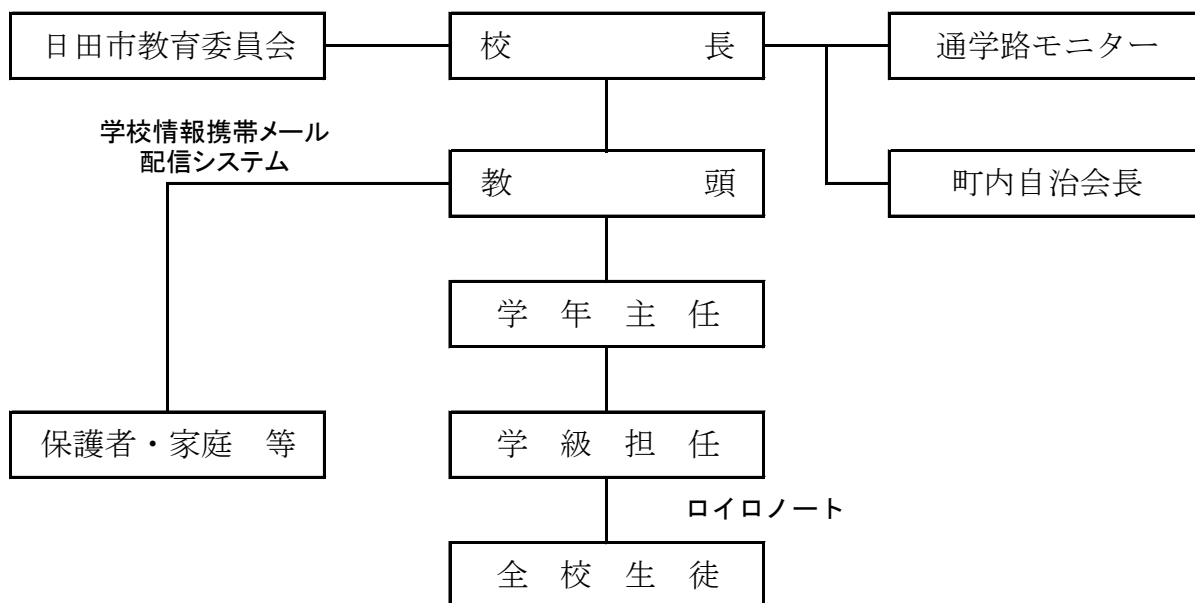 日田市教育委員会
校　　　　　長
通学路モニター
学校情報携帯メール
配信システム
教　　　　　頭
町内自治会長
学　年　主　任
保護者・家庭　等
学　級　担　任
ロイロノート
全　校　生　徒